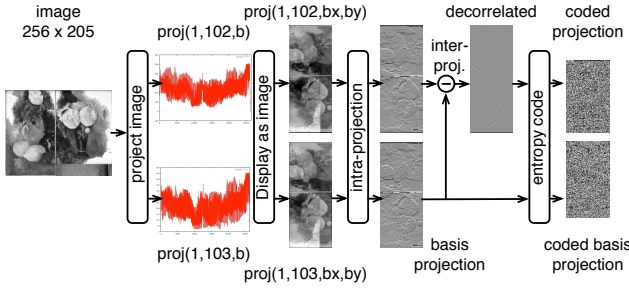 image
256 x 205
proj(1,102,b)
proj(1,102,bx,by)
decorrelated
coded
projection
project image
Display as image
intra-projection
inter-
proj.
entropy code
proj(1,103,b)
proj(1,103,bx,by)
basis
projection
coded basis
projection